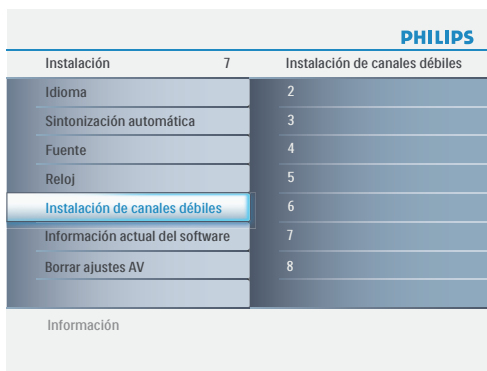 PHILIPS
Instalación 7 Instalación de canales débiles
Idioma 2
Sintonización automática 3
Fuente 4
Reloj 5
Instalación de canales débiles 6
Información actual del software 7
Borrar ajustes AV 8
Información